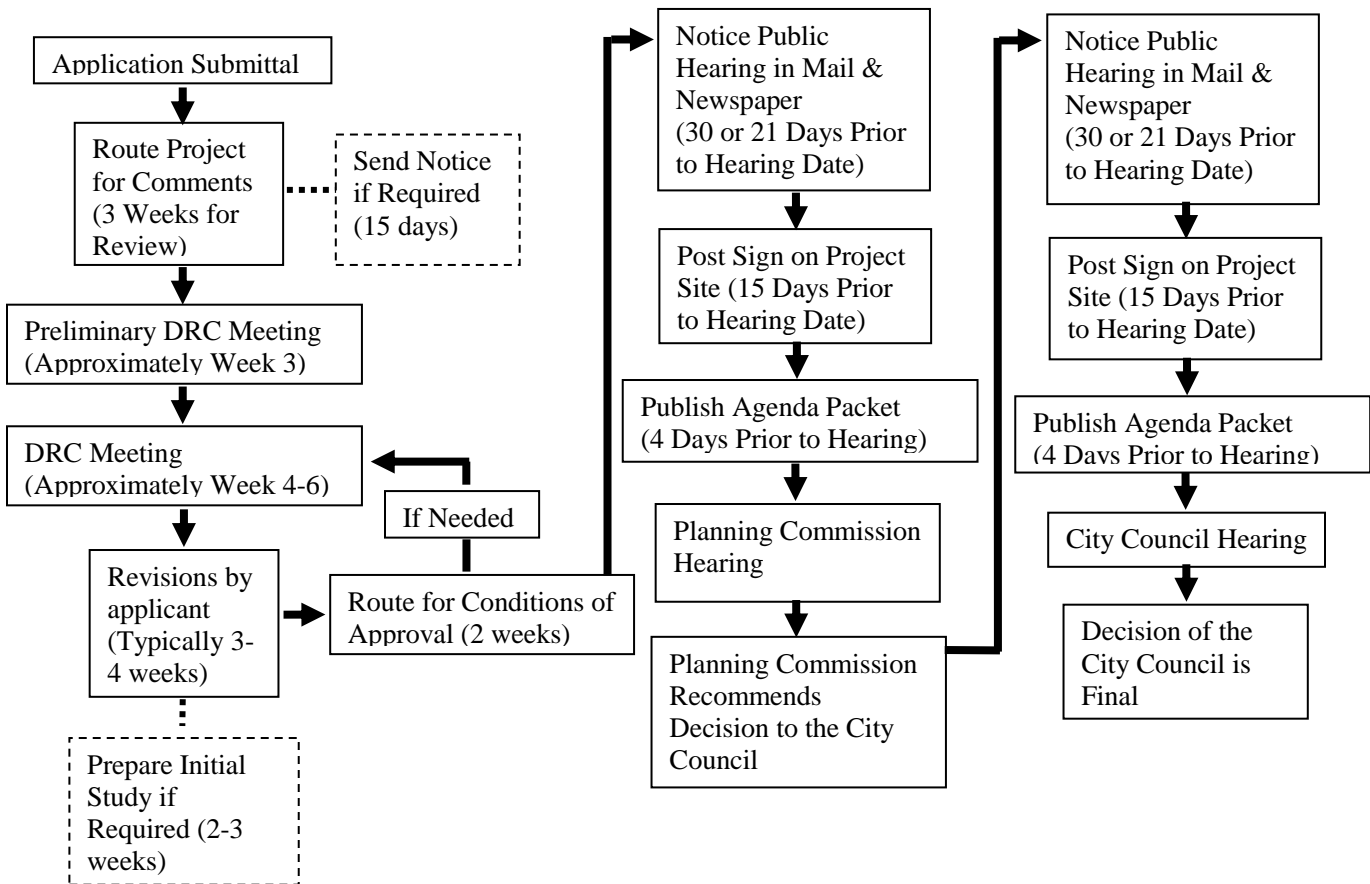 Application Submittal
Route Project
for Comments
(3 Weeks for
Review)
Send Notice
if Required
(15 days)
Preliminary DRC Meeting
(Approximately Week 3)
DRC Meeting
(Approximately Week 4-6)
If Needed
Revisions by
applicant
(Typically 3-
4 weeks)
Route for Conditions of
Approval (2 weeks)
Prepare Initial
Study if
Required (2-3
weeks)
Notice Public
Hearing in Mail &
Newspaper
(30 or 21 Days Prior
to Hearing Date)
Post Sign on Project
Site (15 Days Prior
to Hearing Date)
Publish Agenda Packet
(4 Days Prior to Hearing)
Planning Commission
Hearing
Planning Commission
Recommends
Decision to the City
Council
Notice Public
Hearing in Mail &
Newspaper
(30 or 21 Days Prior
to Hearing Date)
Post Sign on Project
Site (15 Days Prior
to Hearing Date)
Publish Agenda Packet
(4 Days Prior to Hearing)
City Council Hearing
Decision of the
City Council is
Final